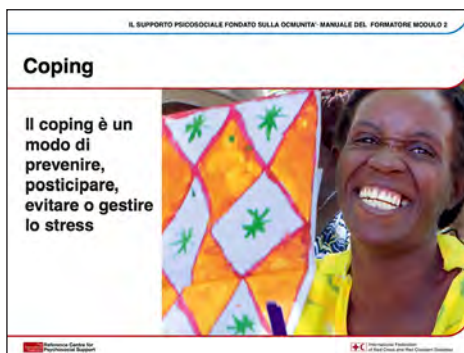 IL SUPPORTO PSICOSOCIALE FONDATO SULLA OCMUNITA'- MANUALE DEL FORMATORE MODULO 2
Coping
Il coping è un
modo di
prevenire,
posticipare,
evitare o gestire
lo stress
Reference Centre for
Psychosocial Support
International Federation
of Red Cross and Red Crescent Societies